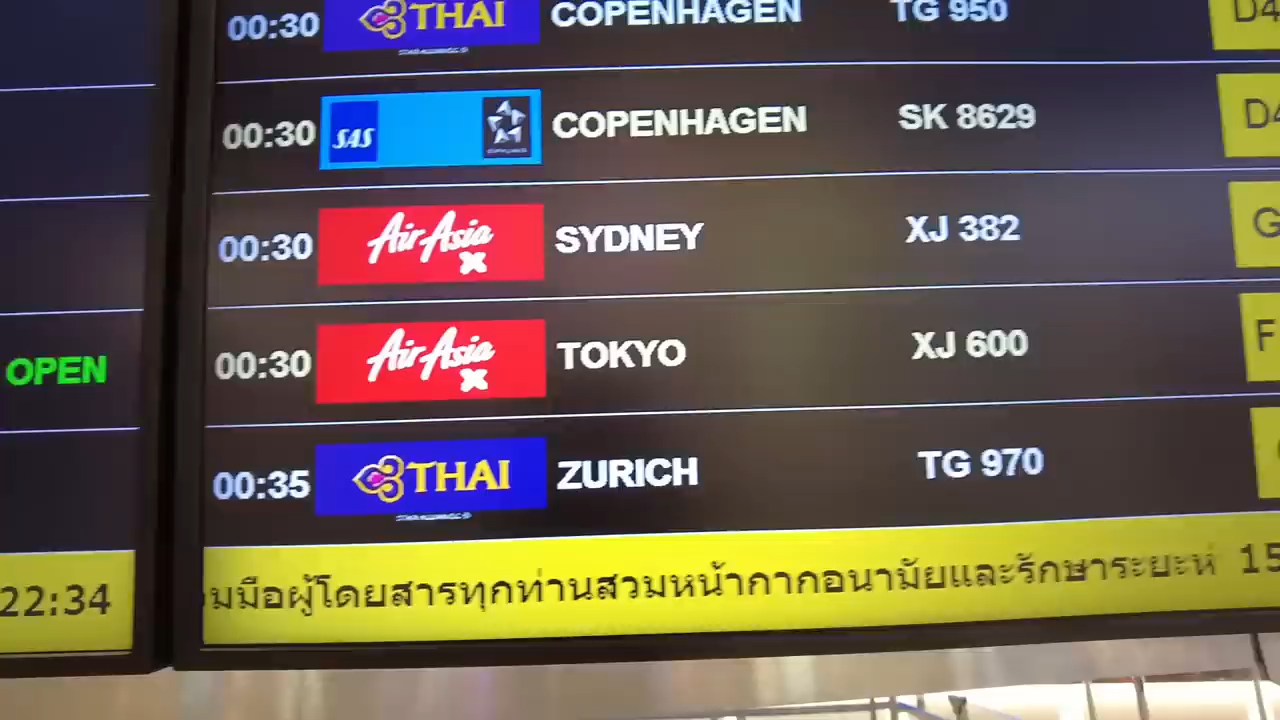 00:30 THAI COPENHAGEN TG 950 D4
00:30 SAS COPENHAGEN SK 8629 D4
00:30 AirAsia X SYDNEY XJ 382 G
OPEN
00:30 AirAsia X TOKYO XJ 600 F
00:35 THAI ZURICH TG 970
22:34
มมือผู้โดยสารทุกท่านสวมหน้ากากอนามัยและรักษาระยะห่ 15